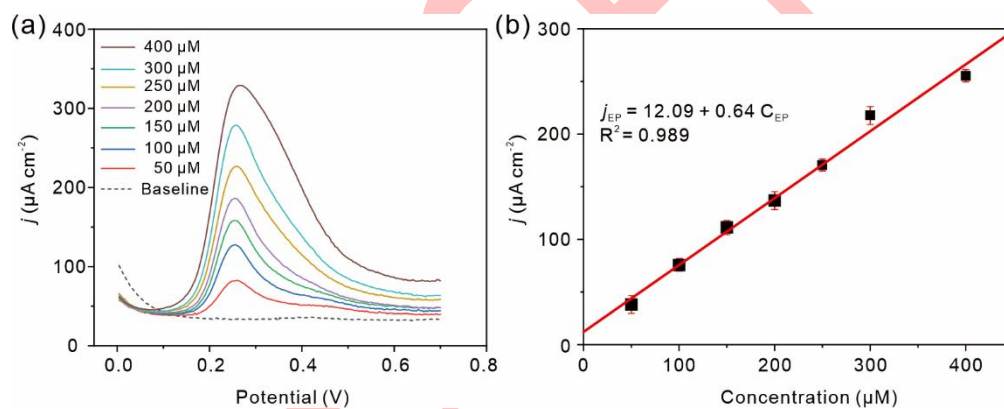 (a)
400
300
200
100
0
j (µA cm⁻²)
400 µM
300 µM
250 µM
200 µM
150 µM
100 µM
50 µM
Baseline
0.0 0.2 0.4 0.6 0.8
Potential (V)
(b)
300
200
100
0
j (µA cm⁻²)
j_EP = 12.09 + 0.64 C_EP
R² = 0.989
0 100 200 300 400
Concentration (µM)